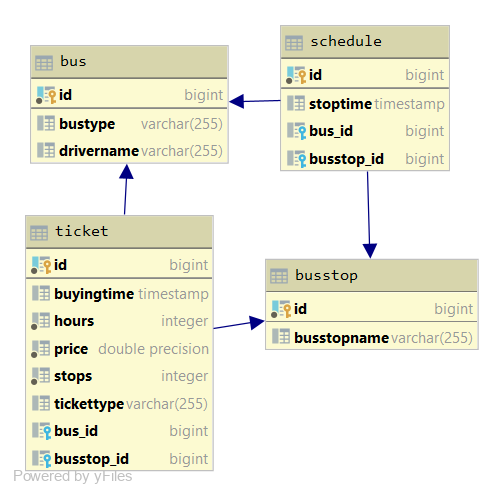 bus
id bigint
bustype varchar(255)
drivername varchar(255)
schedule
id bigint
stoptime timestamp
bus_id bigint
busstop_id bigint
ticket
id bigint
buyingtime timestamp
hours integer
price double precision
stops integer
tickettype varchar(255)
bus_id bigint
busstop_id bigint
busstop
id bigint
busstopname varchar(255)
Powered by yFiles